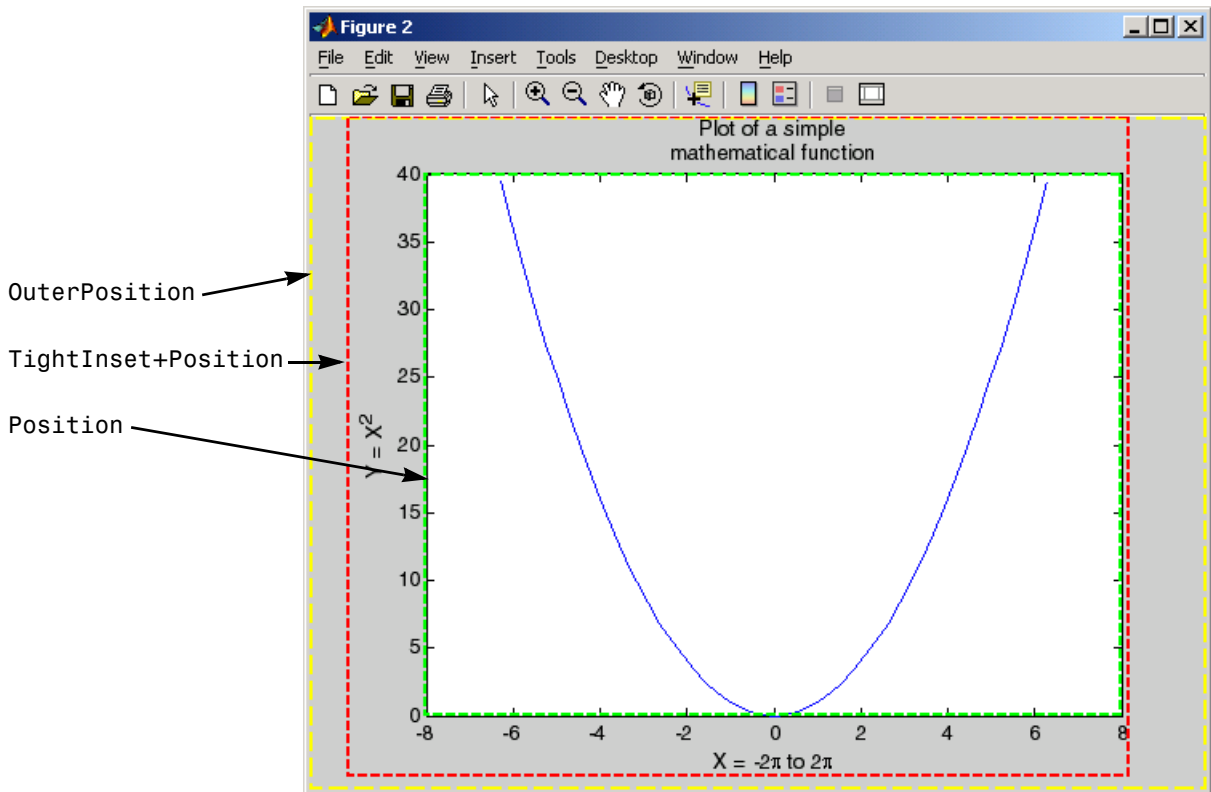 Figure 2
File Edit View Insert Tools Desktop Window Help
Plot of a simple
mathematical function
OuterPosition
TightInset+Position
Position
Y = X²
40
35
30
25
20
15
10
5
0
-8 -6 -4 -2 0 2 4 6 8
X = -2π to 2π